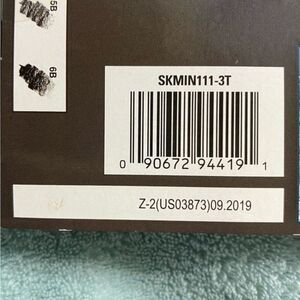 5B
6B
SKMIN111-3T
0 90672 94419 1
Z-2(US03873)09.2019